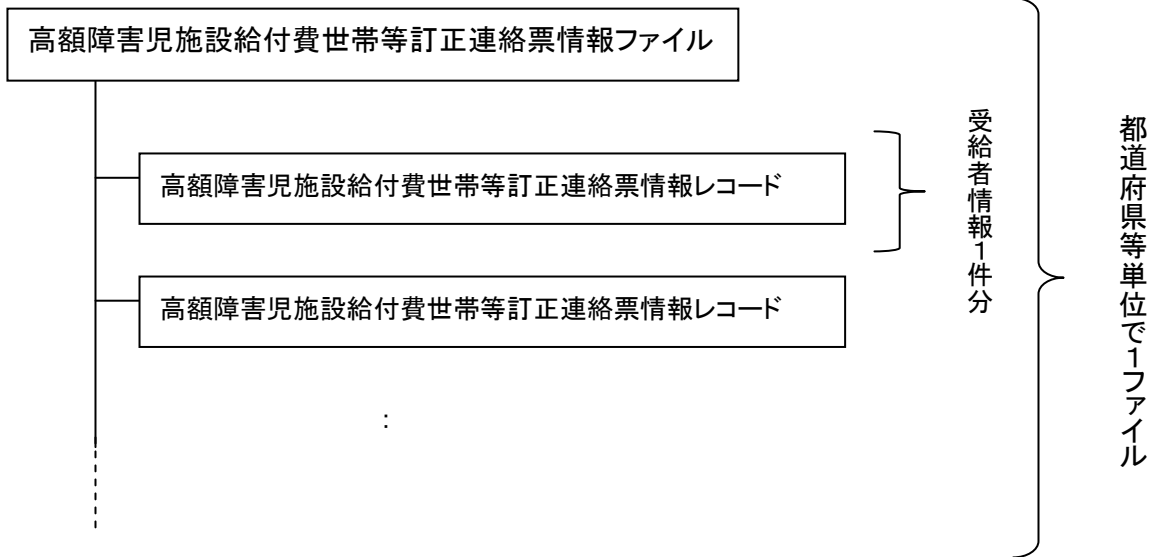 高額障害児施設給付費世帯等訂正連絡票情報ファイル
高額障害児施設給付費世帯等訂正連絡票情報レコード
高額障害児施設給付費世帯等訂正連絡票情報レコード
：
受給者情報１件分
都道府県等単位で１ファイル